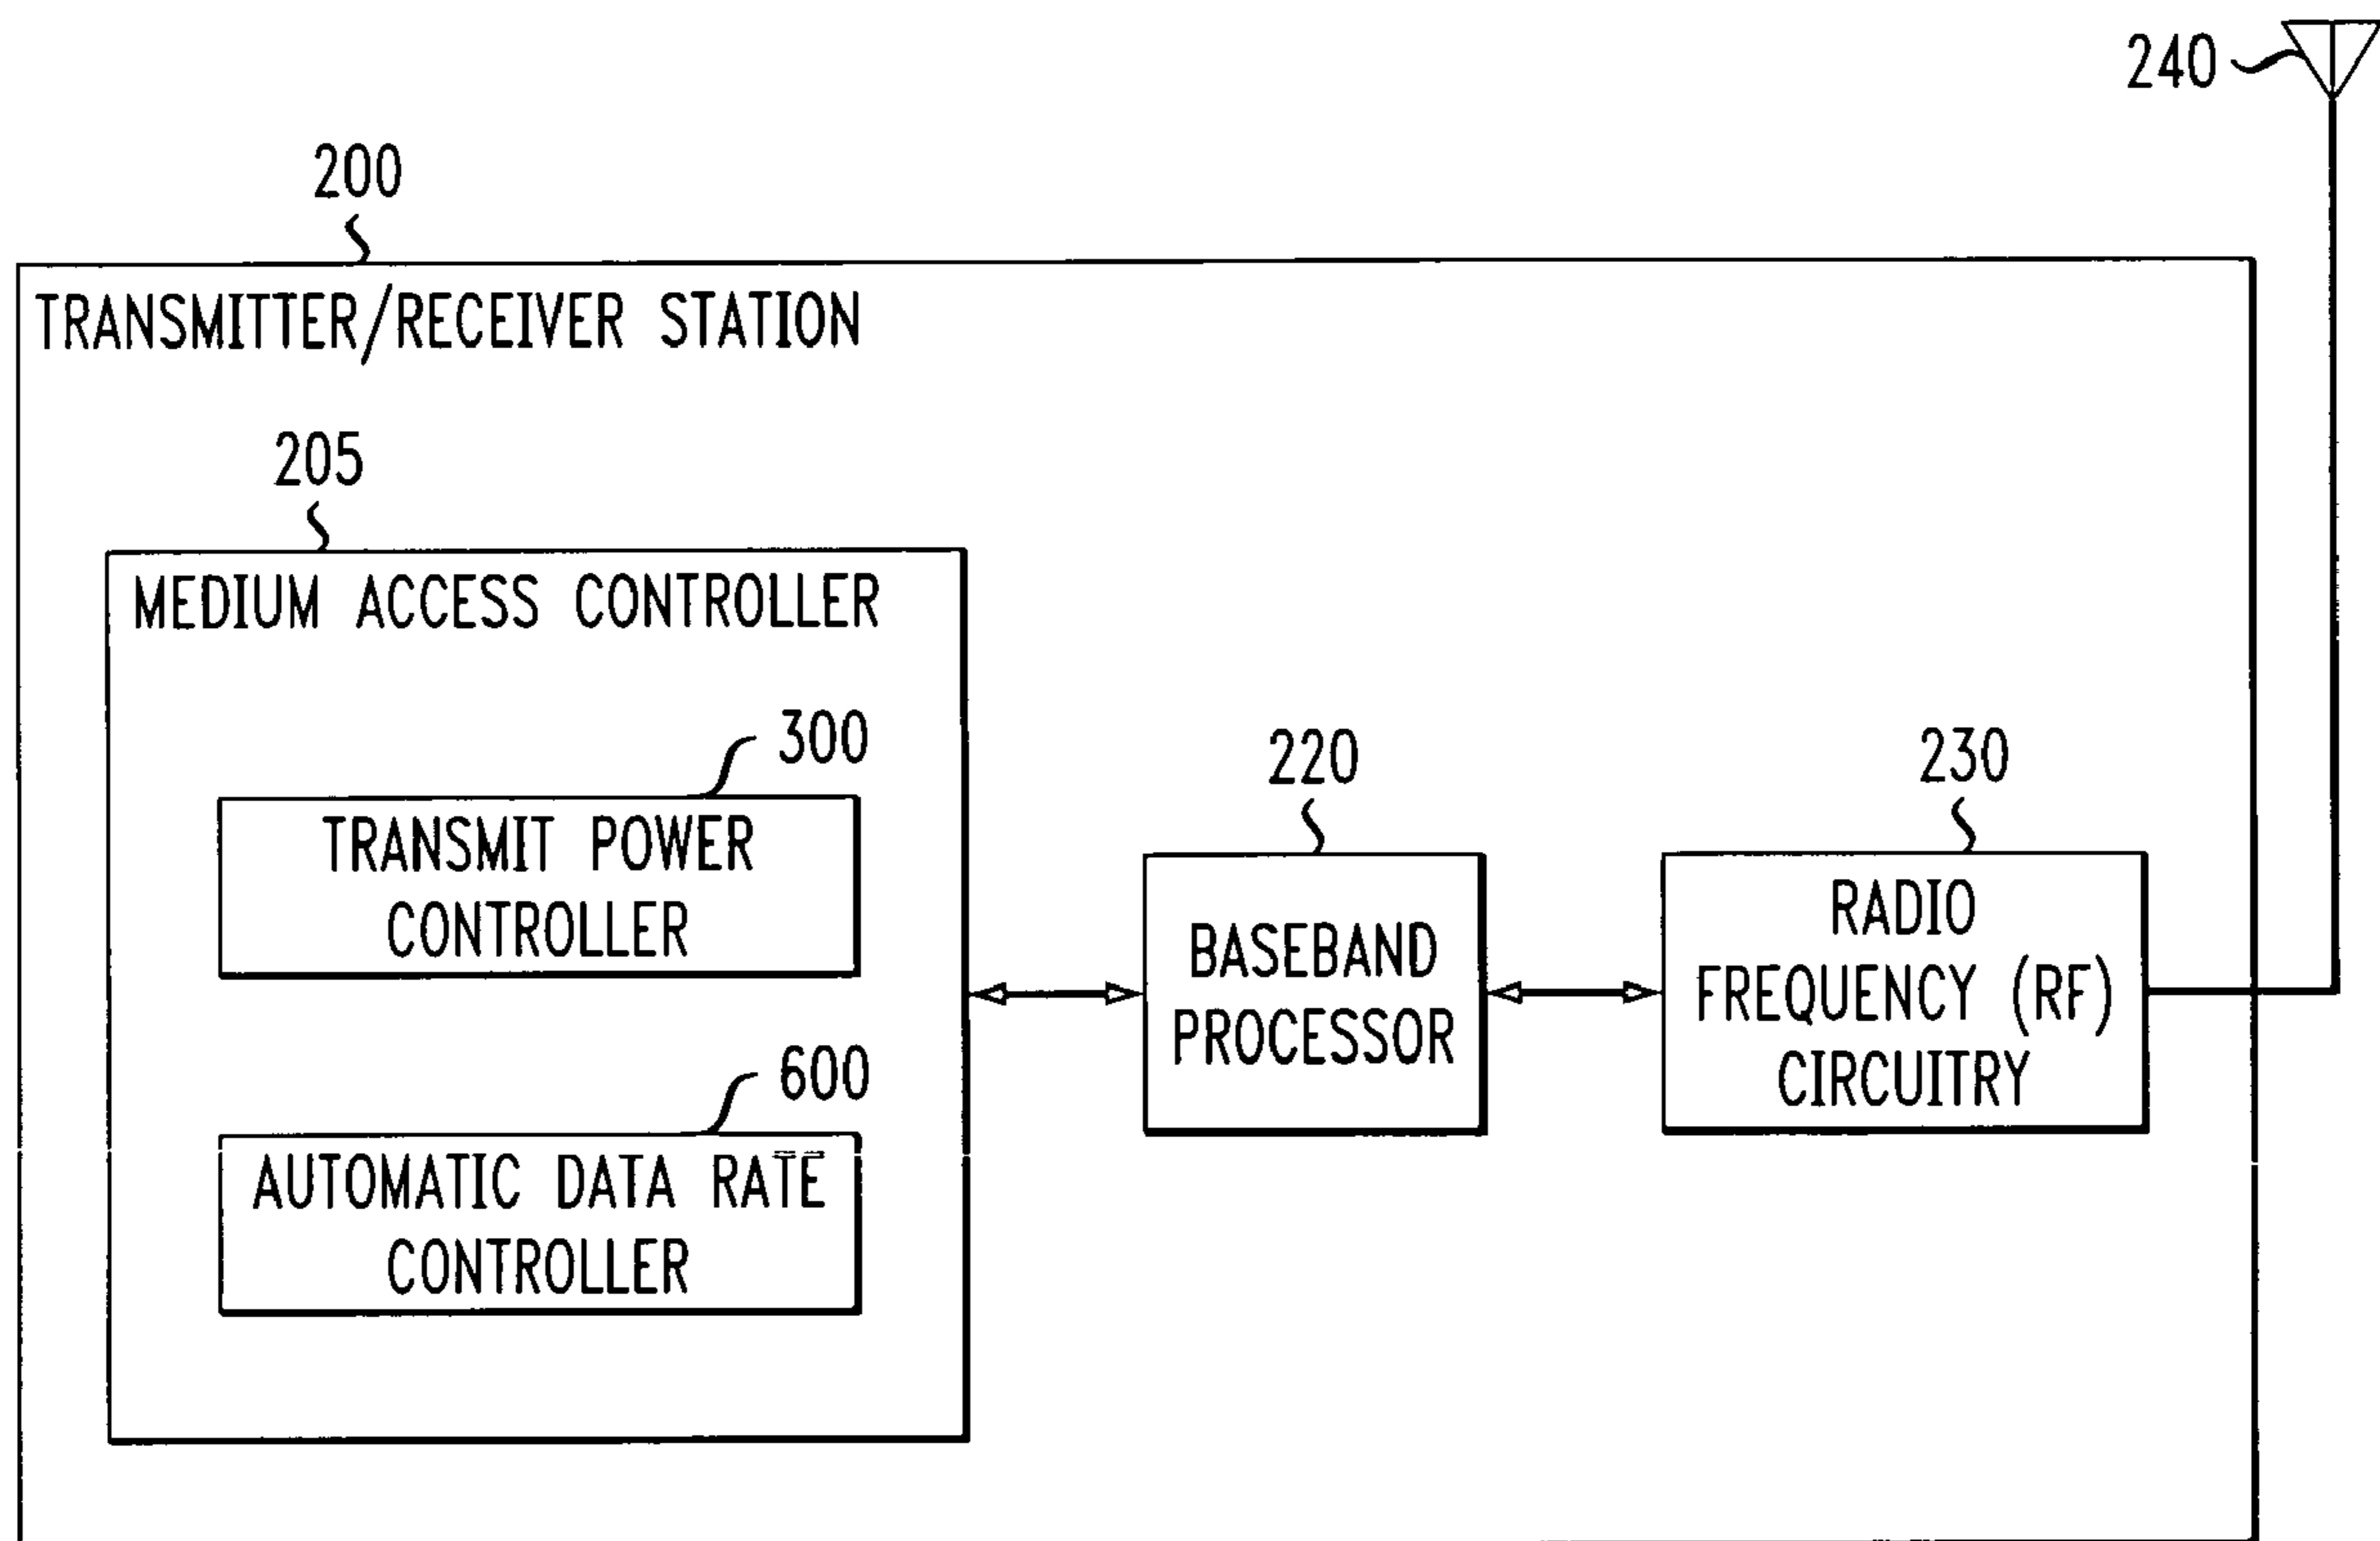 240
200
TRANSMITTER/RECEIVER STATION
205
MEDIUM ACCESS CONTROLLER
300
TRANSMIT POWER
CONTROLLER
600
AUTOMATIC DATA RATE
CONTROLLER
220
BASEBAND
PROCESSOR
230
RADIO
FREQUENCY (RF)
CIRCUITRY